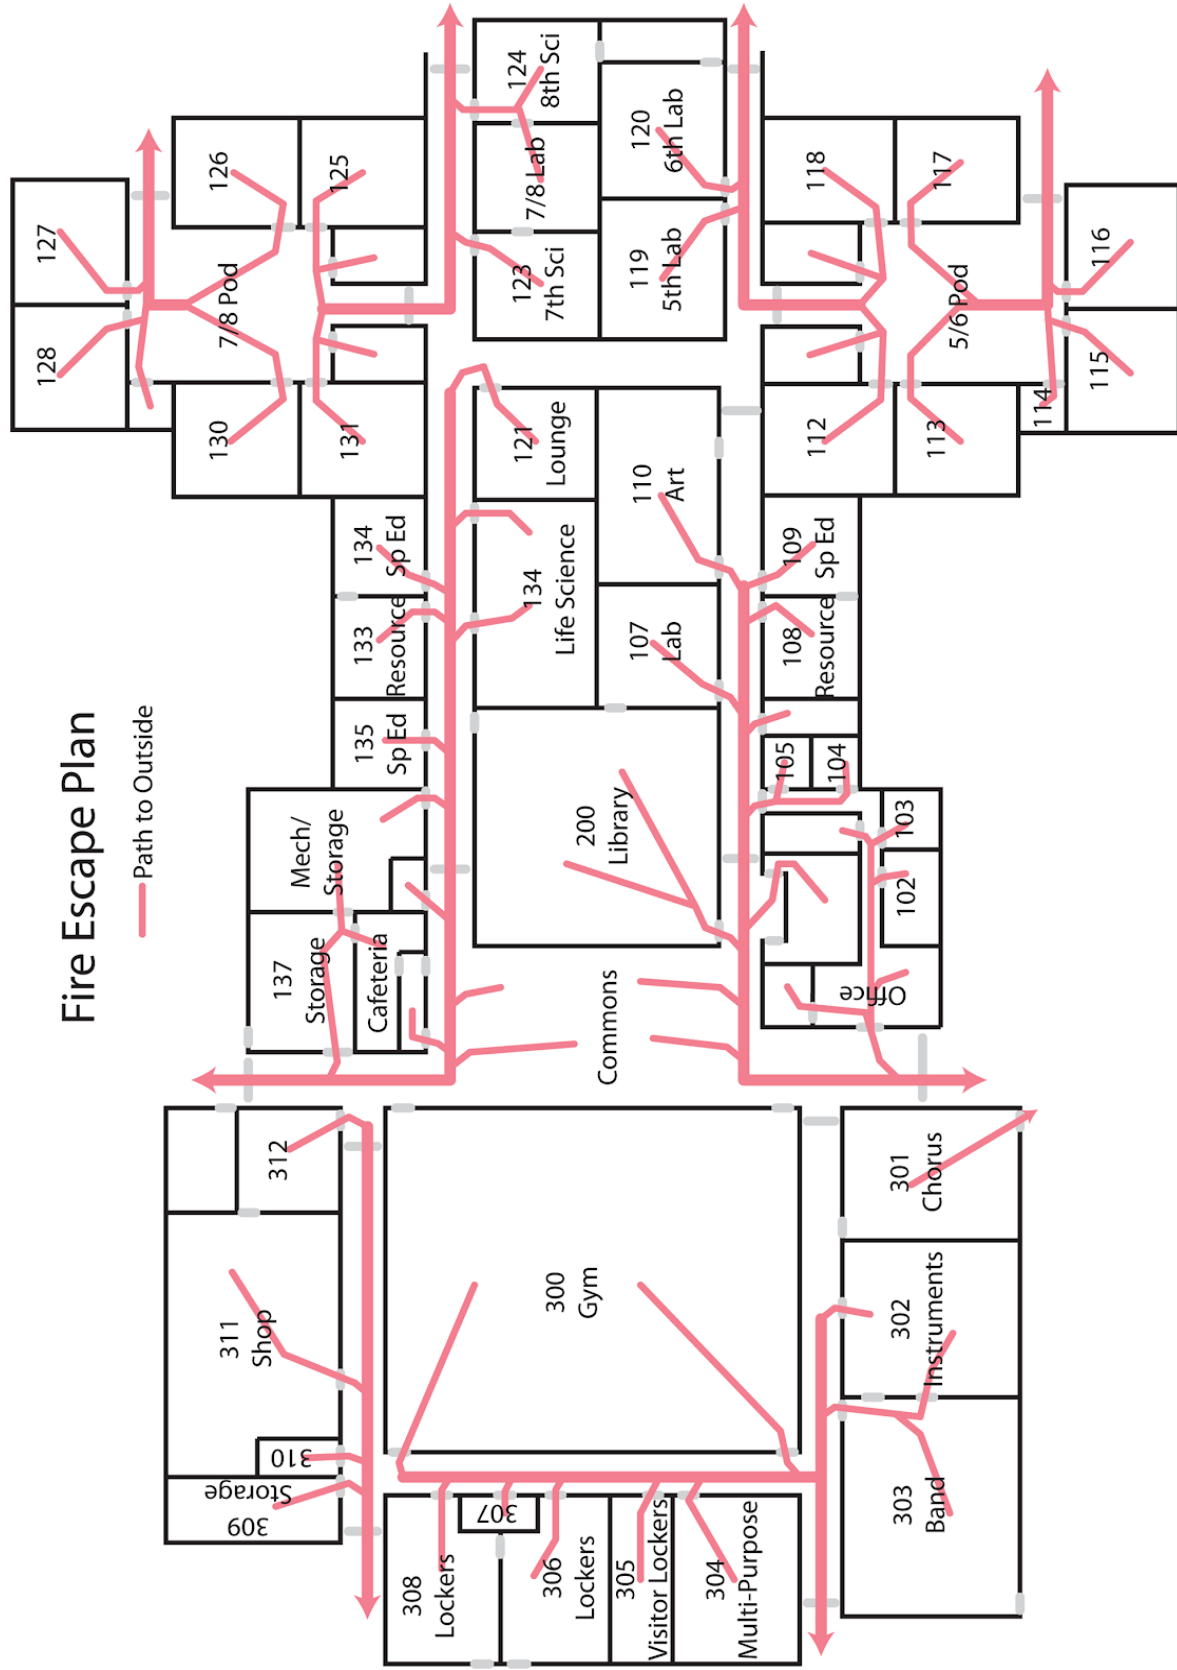 Fire Escape Plan
Path to Outside
127
128
126
7/8 Pod
125
130
131
124
8th Sci
7/8 Lab
123
7th Sci
120
6th Lab
119
5th Lab
118
117
5/6 Pod
116
115
114
112
113
121
Lounge
110
Art
134
Sp Ed
133
Resource
135
Sp Ed
134
Life Science
107
Lab
109
Sp Ed
108
Resource
105
104
103
102
Office
Mech/
Storage
137
Storage
Cafeteria
200
Library
Commons
312
311
Shop
310
Storage
309
300
Gym
301
Chorus
302
Instruments
303
Band
308
Lockers
307
306
Lockers
305
Visitor Lockers
304
Multi-Purpose